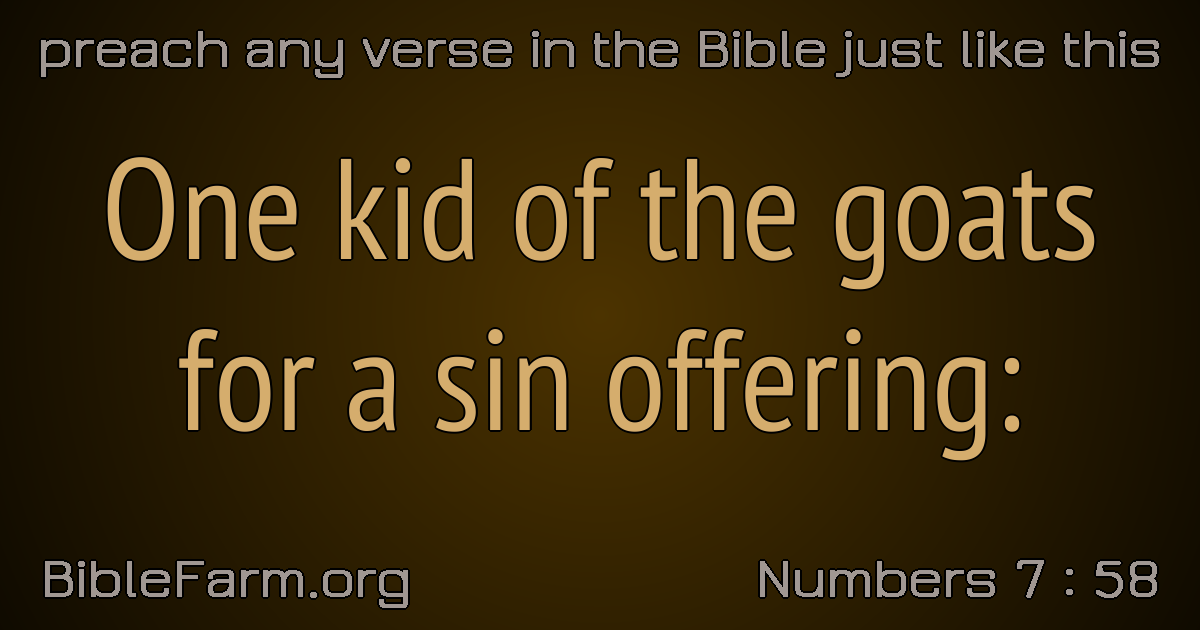 preach any verse in the Bible just like this
One kid of the goats
for a sin offering:
BibleFarm.org
Numbers 7 : 58